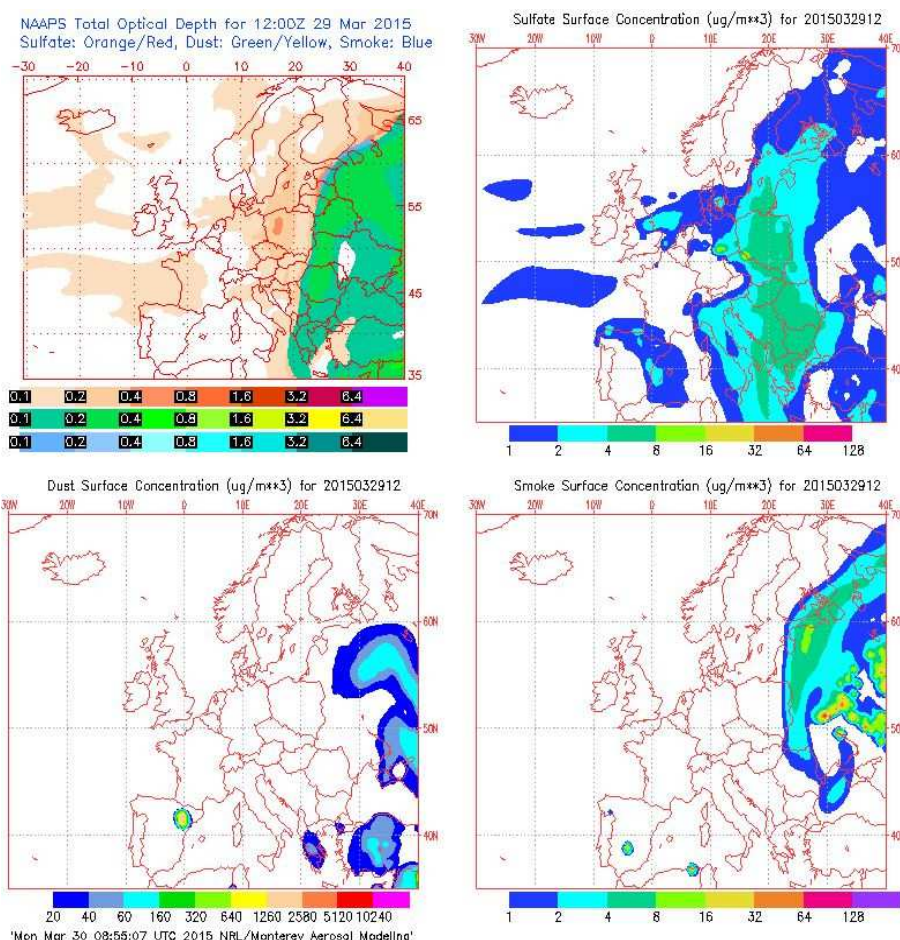 NAAPS Total Optical Depth for 12:00Z 29 Mar 2015
Sulfate: Orange/Red, Dust: Green/Yellow, Smoke: Blue
-30 -20 -10 0 10 20 30 40
65
55
45
35
0.1 0.2 0.4 0.8 1.6 3.2 6.4
0.1 0.2 0.4 0.8 1.6 3.2 6.4
0.1 0.2 0.4 0.8 1.6 3.2 6.4
Sulfate Surface Concentration (ug/m**3) for 2015032912
30W 20W 10W 0 10E 20E 30E 40E
70N
60N
50N
40N
1 2 4 8 16 32 64 128
Dust Surface Concentration (ug/m**3) for 2015032912
30W 20W 10W 0 10E 20E 30E 40E
70N
60N
50N
40N
20 40 60 160 320 640 1260 2580 5120 10240
'Mon Mar 30 08:55:07 UTC 2015 NRL/Monterey Aerosol Modeling'
Smoke Surface Concentration (ug/m**3) for 2015032912
30W 20W 10W 0 10E 20E 30E 40E
60N
50N
40N
1 2 4 8 16 32 64 128